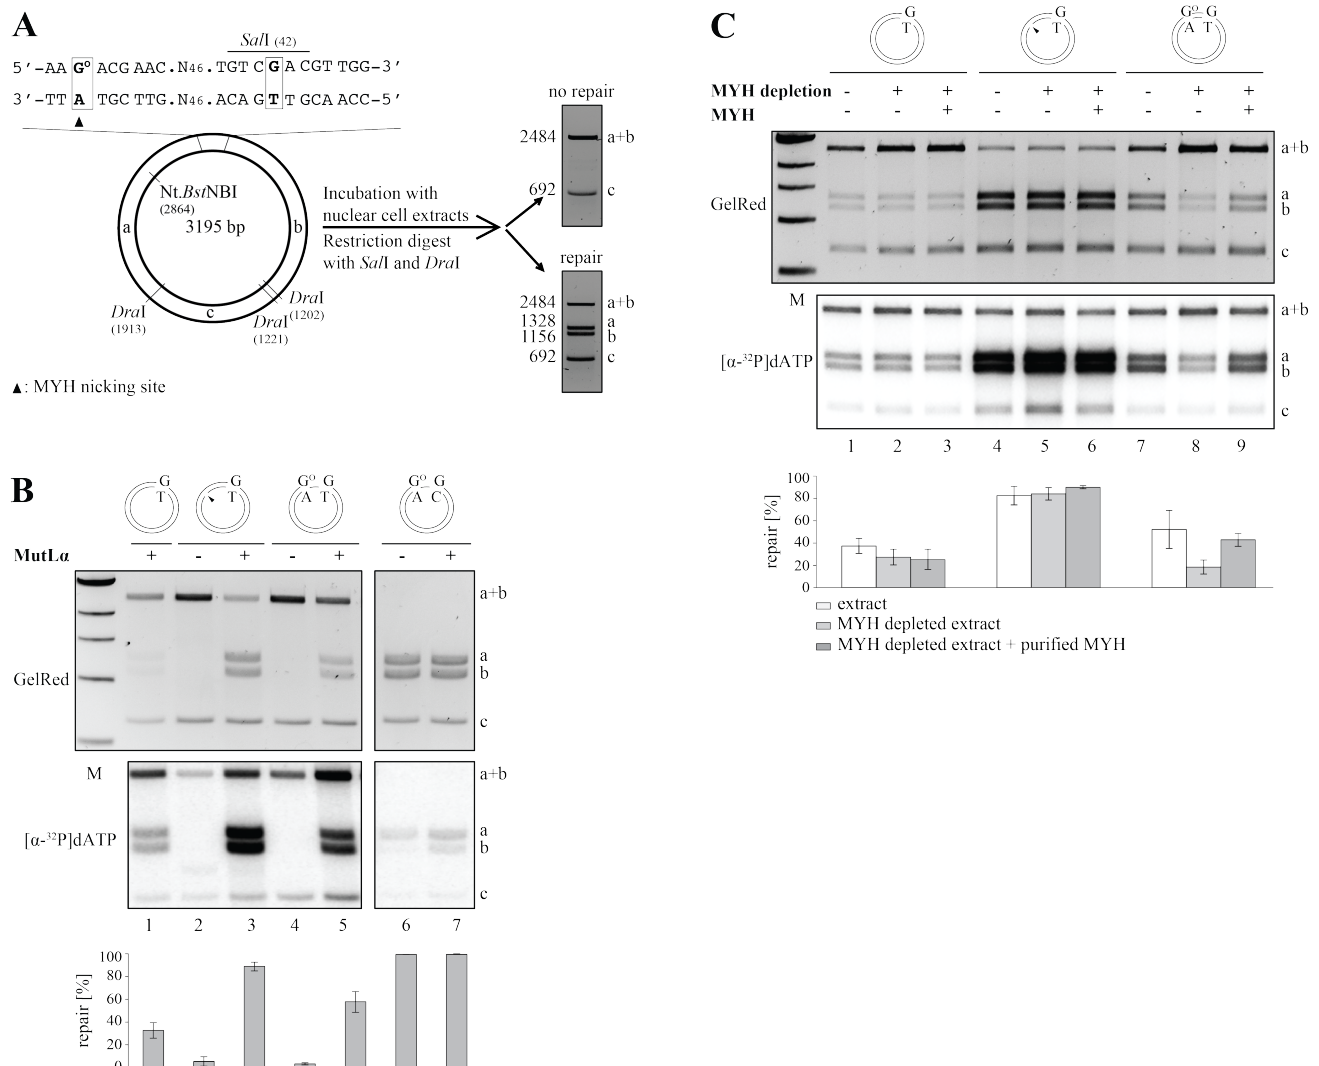 A
SalI (42)
5′-AA Gᴼ ACG AAC.N46.TGT C G A CGT TGG-3′
3′-TT A TGC TTG.N46.ACA G T T GCA ACC-5′
Nt.BstNBI
(2864)
3195 bp
a
b
c
DraI
(1913)
DraI
(1221)
DraI
(1202)
Incubation with
nuclear cell extracts
Restriction digest
with SalI and DraI
no repair
2484 a+b
692 c
repair
2484 a+b
1328 a
1156 b
692 c
▲: MYH nicking site
B
G
T
G
T
Gᴼ G
A T
Gᴼ G
A C
MutLα + - + - + - +
GelRed
a+b
a
b
c
M
[α-³²P]dATP
a+b
a
b
c
1 2 3 4 5 6 7
repair [%]
100
80
60
40
20
0
C
G
T
G
T
Gᴼ G
A T
MYH depletion - + + - + + - + +
MYH + + +
GelRed
a+b
a
b
c
M
[α-³²P]dATP
a+b
a
b
c
1 2 3 4 5 6 7 8 9
repair [%]
100
80
60
40
20
0
extract
MYH depleted extract
MYH depleted extract + purified MYH